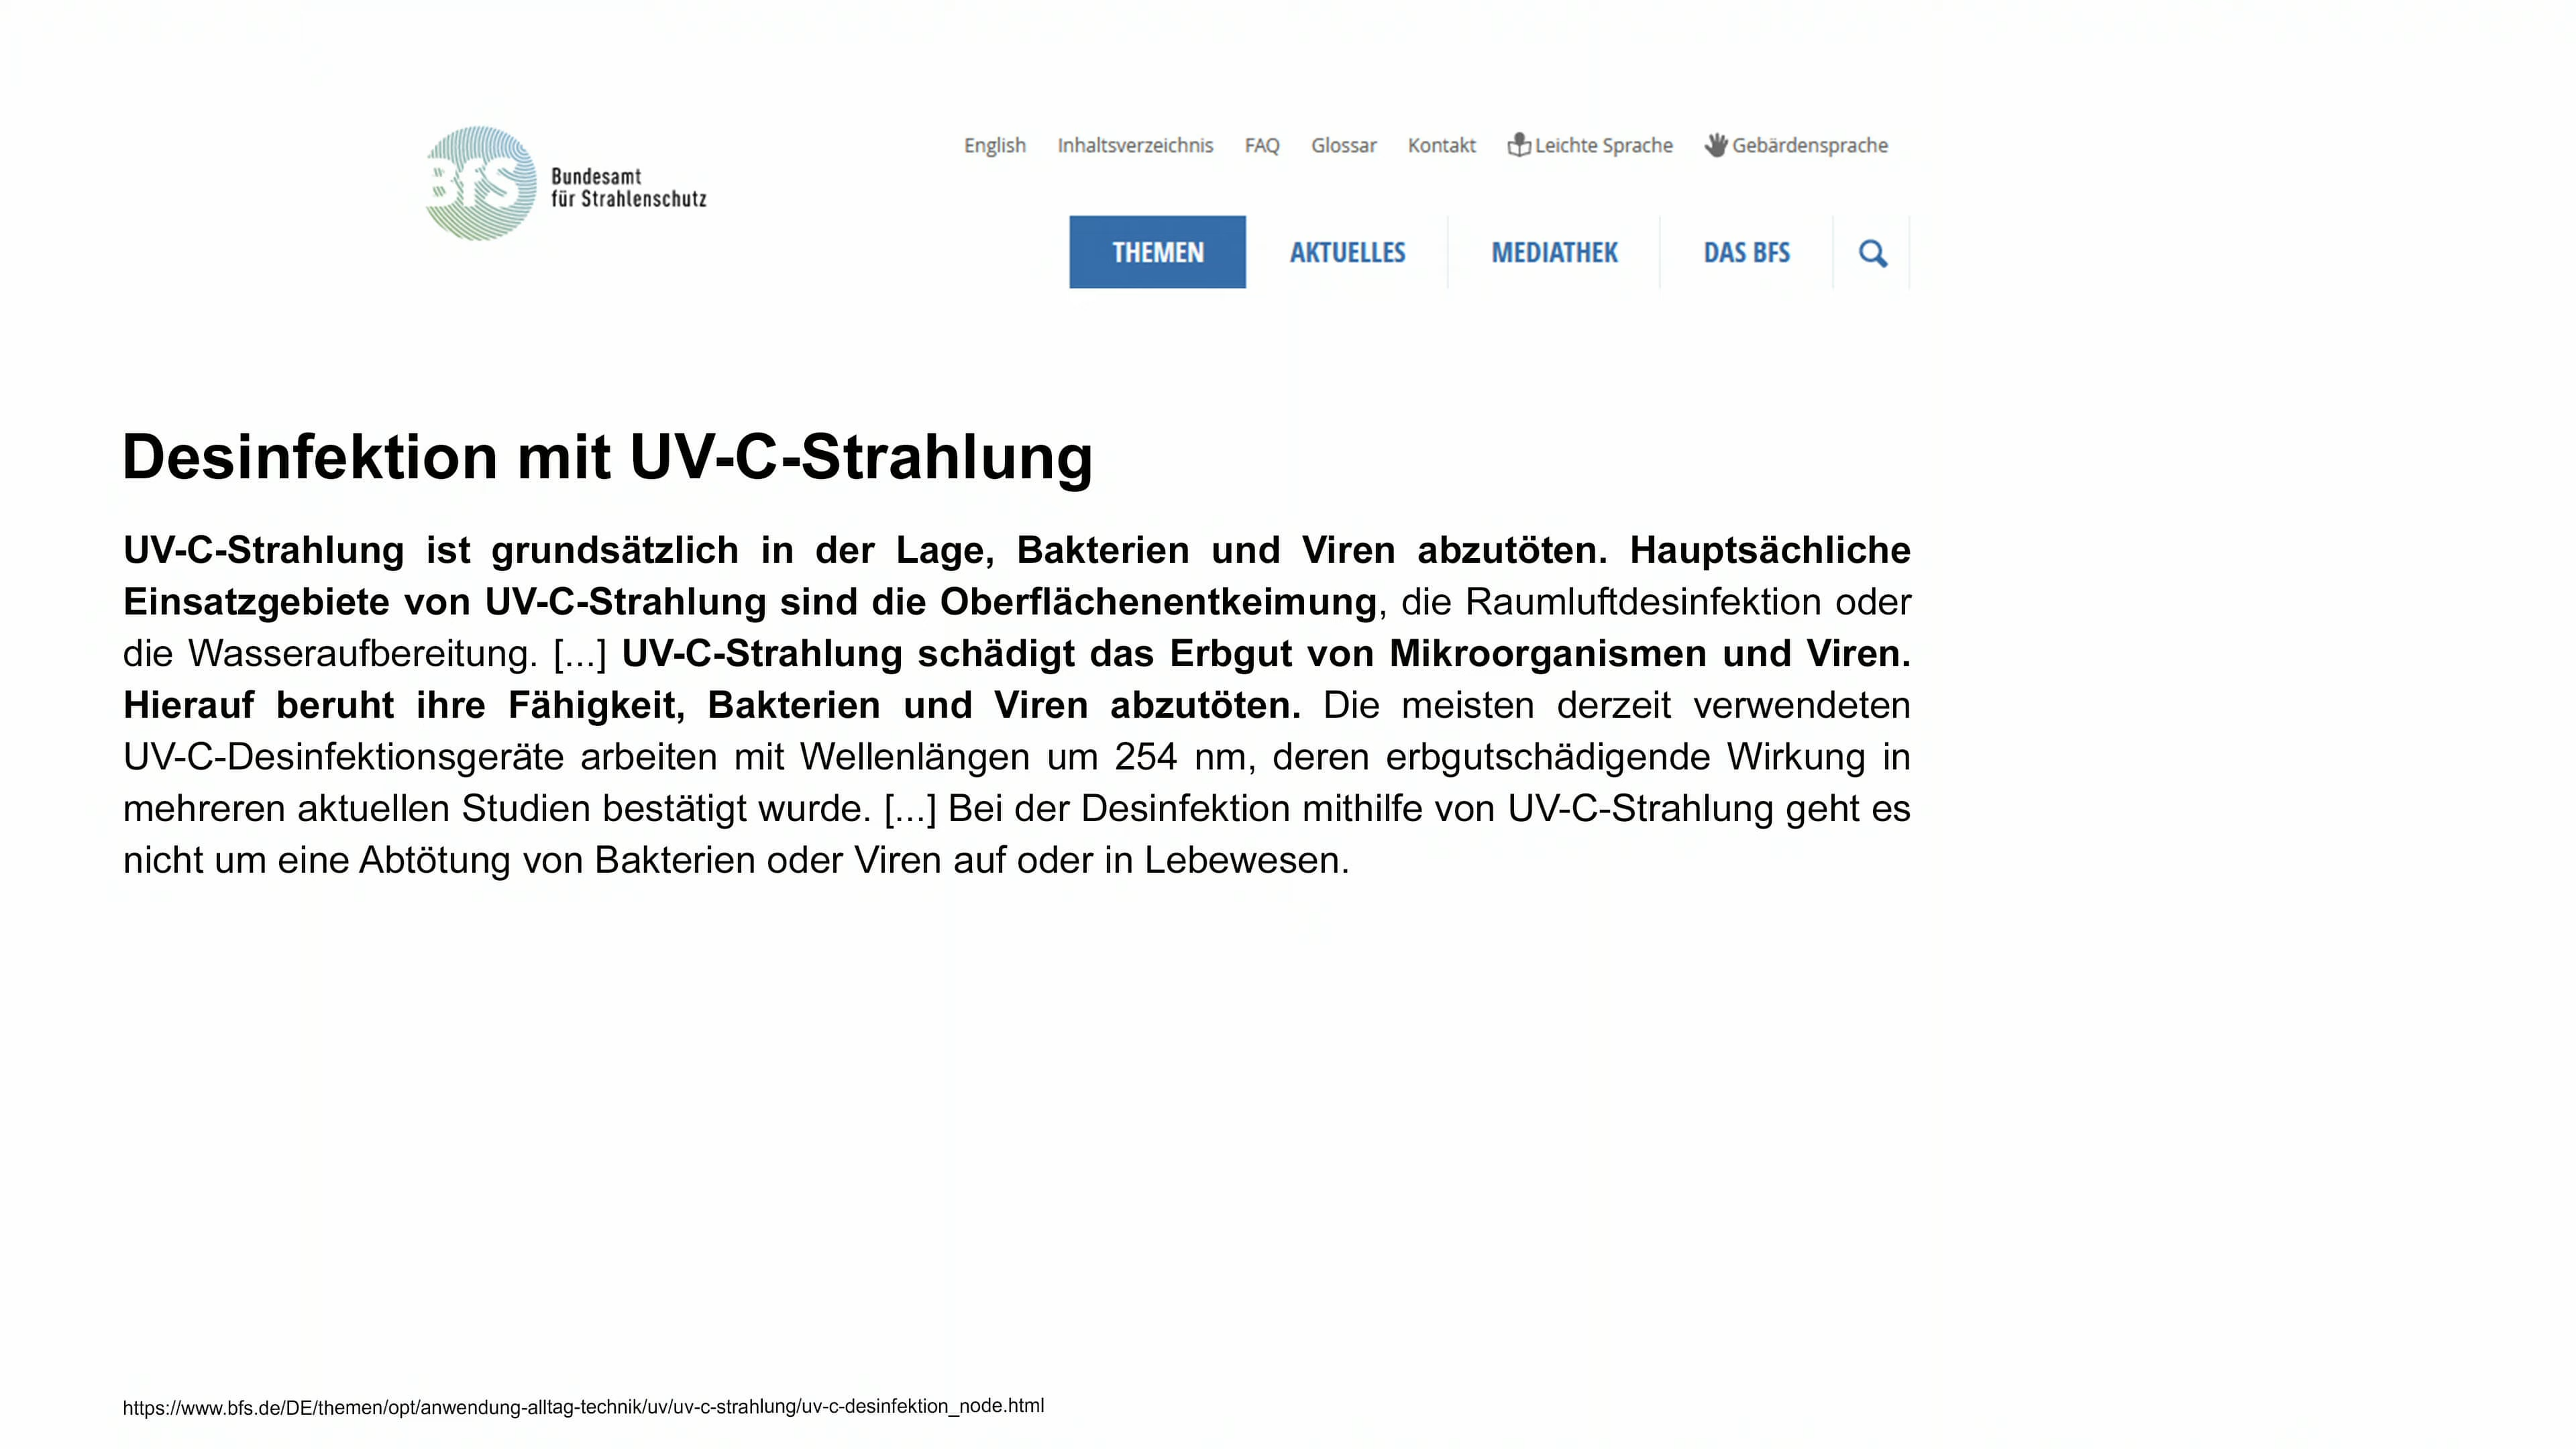 BfS
Bundesamt
für Strahlenschutz
English Inhaltsverzeichnis FAQ Glossar Kontakt Leichte Sprache Gebärdensprache
THEMEN AKTUELLES MEDIATHEK DAS BFS
Desinfektion mit UV-C-Strahlung
UV-C-Strahlung ist grundsätzlich in der Lage, Bakterien und Viren abzutöten. Hauptsächliche
Einsatzgebiete von UV-C-Strahlung sind die Oberflächenentkeimung, die Raumluftdesinfektion oder
die Wasseraufbereitung. [...] UV-C-Strahlung schädigt das Erbgut von Mikroorganismen und Viren.
Hierauf beruht ihre Fähigkeit, Bakterien und Viren abzutöten. Die meisten derzeit verwendeten
UV-C-Desinfektionsgeräte arbeiten mit Wellenlängen um 254 nm, deren erbgutschädigende Wirkung in
mehreren aktuellen Studien bestätigt wurde. [...] Bei der Desinfektion mithilfe von UV-C-Strahlung geht es
nicht um eine Abtötung von Bakterien oder Viren auf oder in Lebewesen.
https://www.bfs.de/DE/themen/opt/anwendung-alltag-technik/uv/uv-c-strahlung/uv-c-desinfektion_node.html